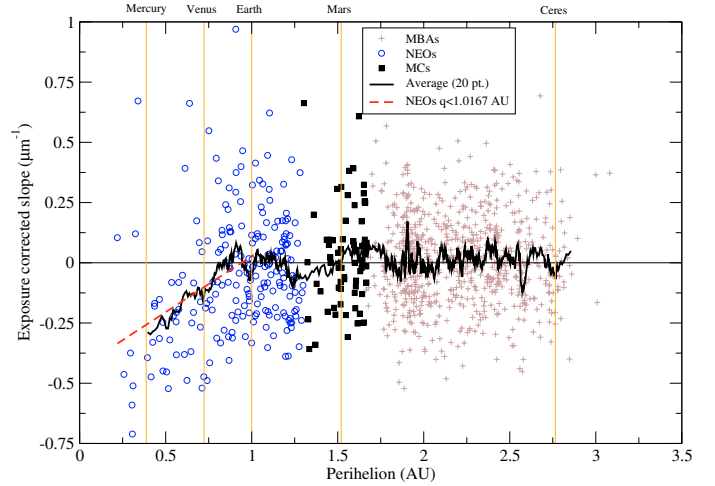 Mercury Venus Earth Mars Ceres
1
0.75
0.5
0.25
0
-0.25
-0.5
-0.75
Exposure corrected slope (μm⁻¹)
MBAs
NEOs
MCs
Average (20 pt.)
NEOs q<1.0167 AU
0 0.5 1 1.5 2 2.5 3 3.5
Perihelion (AU)